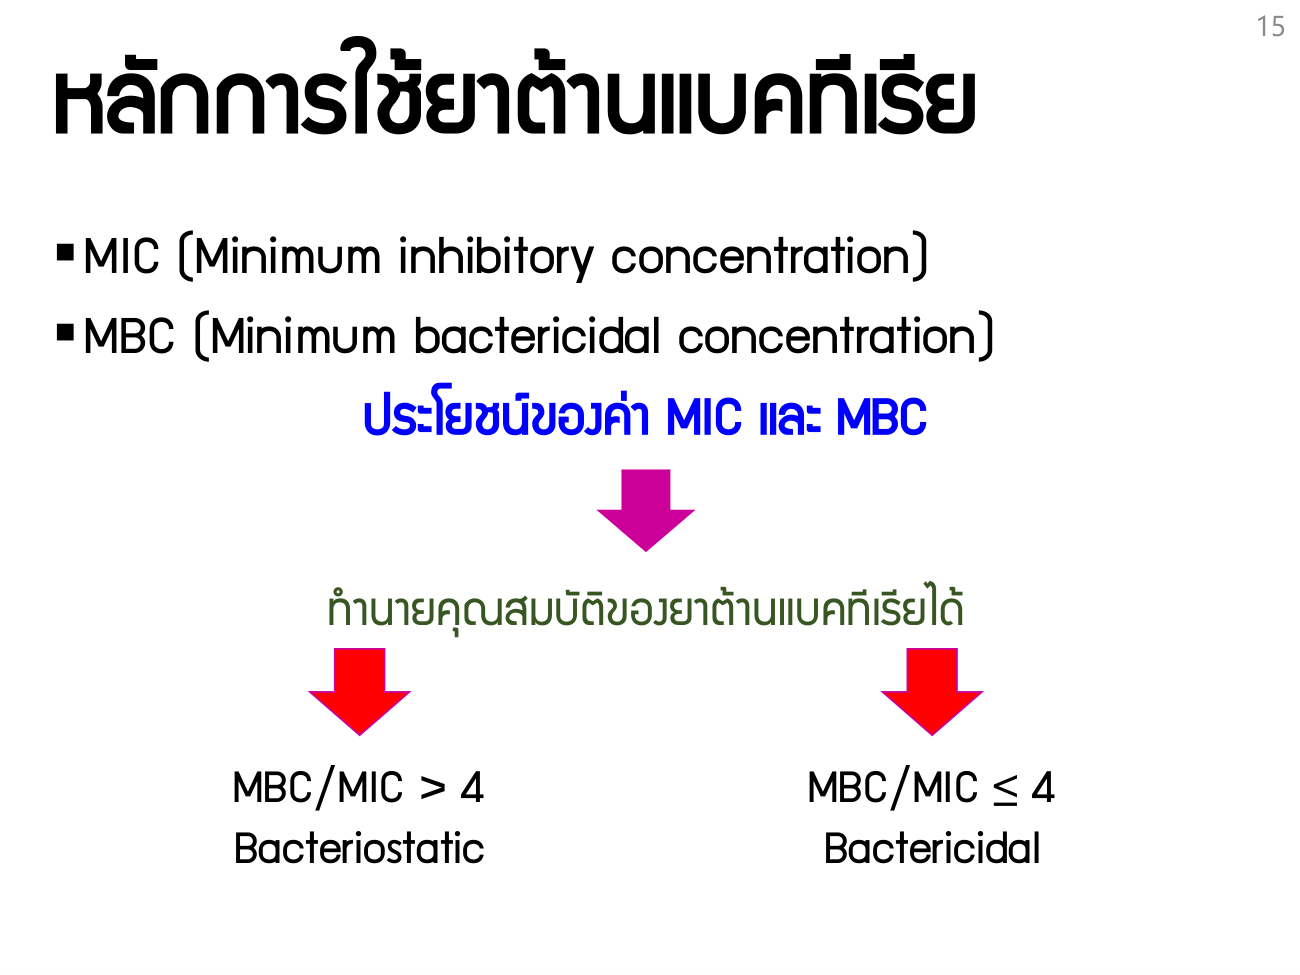 15
หลักการใช้ยาต้านแบคทีเรีย
▪ MIC (Minimum inhibitory concentration)
▪ MBC (Minimum bactericidal concentration)
ประโยชน์ของค่า MIC และ MBC
ทำนายคุณสมบัติของยาต้านแบคทีเรียได้
MBC/MIC > 4 MBC/MIC ≤ 4
Bacteriostatic Bactericidal